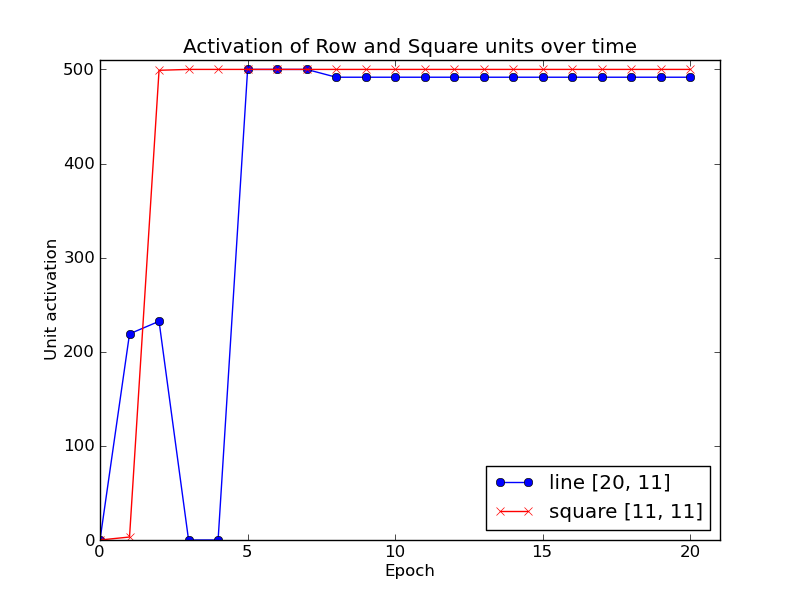 Activation of Row and Square units over time
500
400
300
200
100
0
Unit activation
0 5 10 15 20
Epoch
line [20, 11]
square [11, 11]